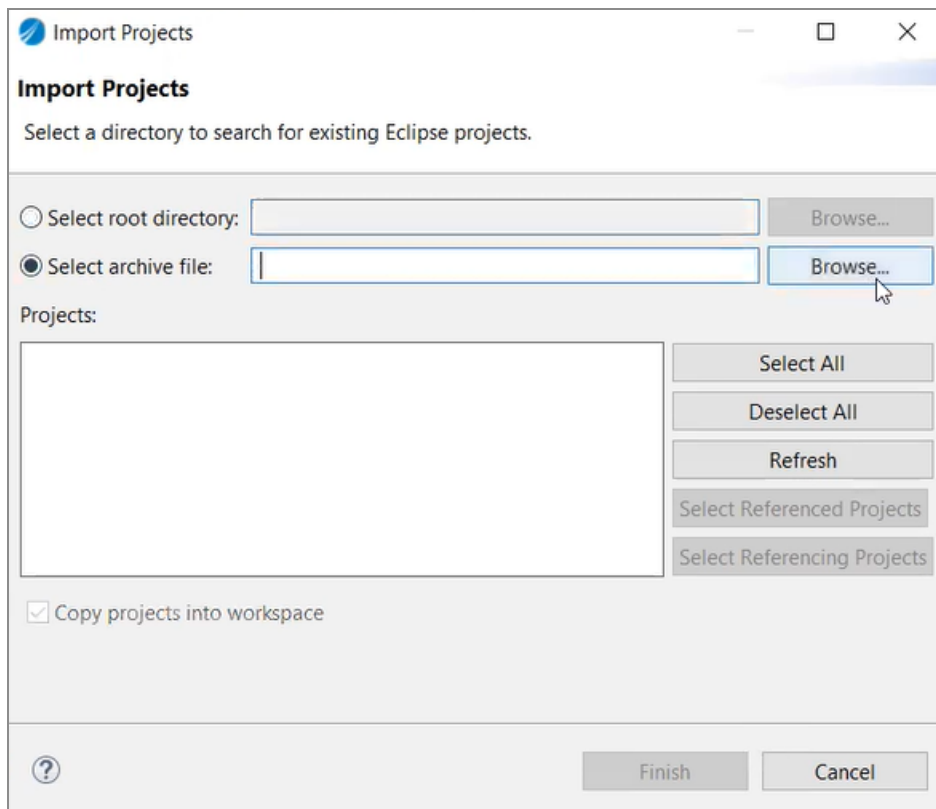 Import Projects
Import Projects
Select a directory to search for existing Eclipse projects.
Select root directory: Browse...
Select archive file: Browse...
Projects:
Select All
Deselect All
Refresh
Select Referenced Projects
Select Referencing Projects
Copy projects into workspace
? Finish Cancel